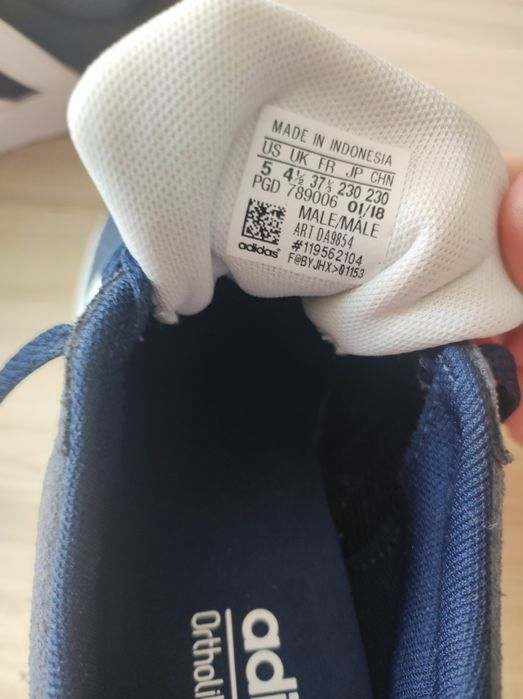 MADE IN INDONESIA
US UK FR JP CHN
5 4½ 37⅓ 230 230
PGD 789006 01/18
MALE/MÂLE
ART DA9854
#119562104
adidas F@BYJHX>01153
adi
Ortholi